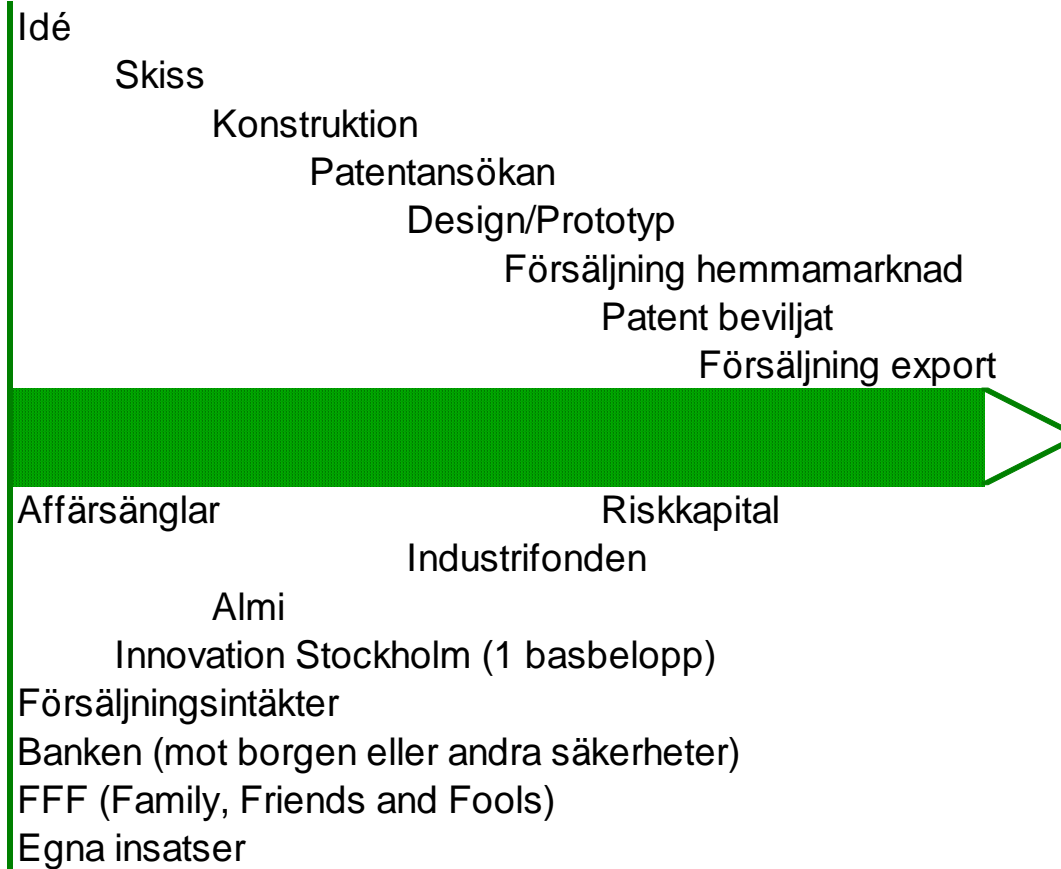 Idé
Skiss
Konstruktion
Patentansökan
Design/Prototyp
Försäljning hemmamarknad
Patent beviljat
Försäljning export
Affärsänglar Riskkapital
Industrifonden
Almi
Innovation Stockholm (1 basbelopp)
Försäljningsintäkter
Banken (mot borgen eller andra säkerheter)
FFF (Family, Friends and Fools)
Egna insatser